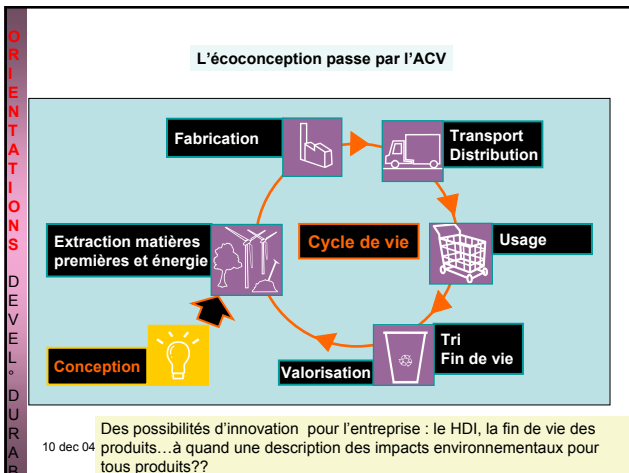 L'écoconception passe par l'ACV
ORIENTATIONS
DEVEL° DURAB
Fabrication
Transport
Distribution
Extraction matières
premières et énergie
Cycle de vie
Usage
Conception
Valorisation
Tri
Fin de vie
10 dec 04
Des possibilités d'innovation pour l'entreprise : le HDI, la fin de vie des
produits…à quand une description des impacts environnementaux pour
tous produits??